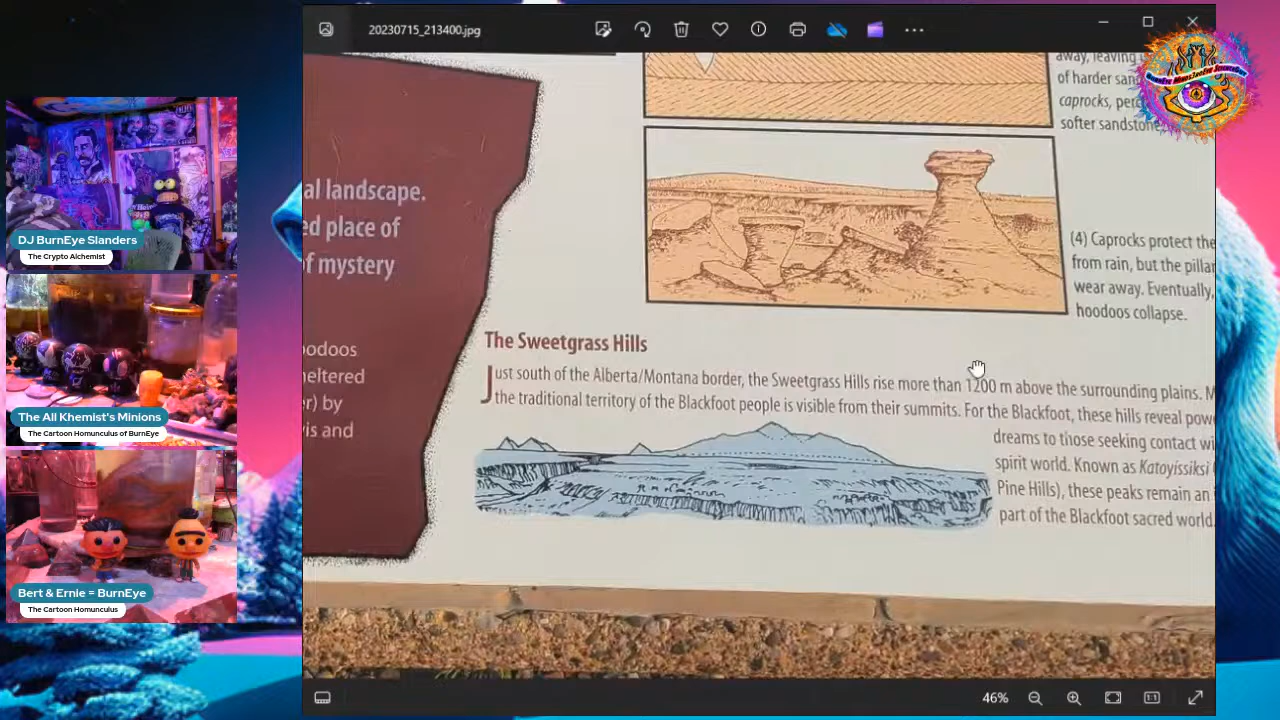 20230715_213400.jpg
away, leaving
of harder
caprocks,
softer sandstone
al landscape.
ed place of
f mystery
(4) Caprocks protect the
from rain, but the pillar
wear away. Eventually,
hoodoos collapse.
oodoos
heltered
er) by
vis and
The Sweetgrass Hills
Just south of the Alberta/Montana border, the Sweetgrass Hills rise more than 1200 m above the surrounding plains. M
the traditional territory of the Blackfoot people is visible from their summits. For the Blackfoot, these hills reveal powe
dreams to those seeking contact wi
spirit world. Known as Katoyissiksi
Pine Hills), these peaks remain an
part of the Blackfoot sacred world.
46%
1:1
DJ BurnEye Slanders
The Crypto Alchemist
The All Khemist's Minions
The Cartoon Homunculus of BurnEye
Bert & Ernie = BurnEye
The Cartoon Homunculus